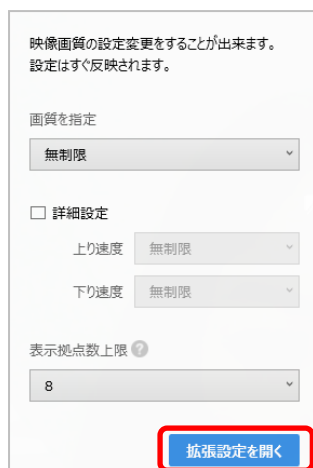 映像画質の設定変更をすることが出来ます。
設定はすぐ反映されます。
画質を指定
無制限
詳細設定
上り速度 無制限
下り速度 無制限
表示拠点数上限 ?
8
拡張設定を開く